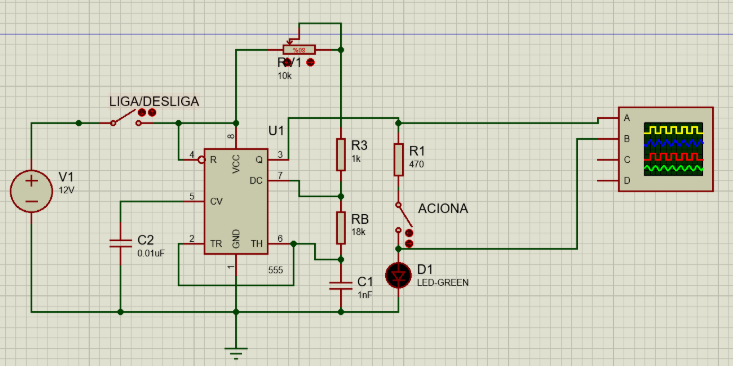 50%
RV1
10k
LIGA/DESLIGA
U1
8
VCC
4
R
Q
3
DC
7
5
CV
GND
2
TR
TH
6
1
555
V1
12V
C2
0.01uF
R3
1k
RB
18k
C1
1nF
R1
470
ACIONA
D1
LED-GREEN
A
B
C
D